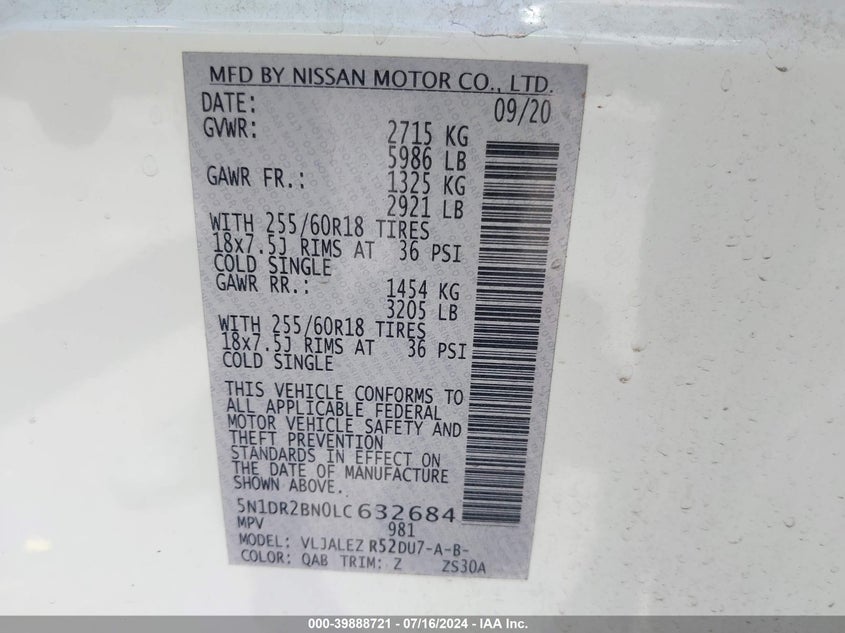 MFD BY NISSAN MOTOR CO., LTD.
DATE: 09/20
GVWR: 2715 KG
5986 LB
GAWR FR.: 1325 KG
2921 LB
WITH 255/60R18 TIRES
18x7.5J RIMS AT 36 PSI
COLD SINGLE
GAWR RR.: 1454 KG
3205 LB
WITH 255/60R18 TIRES
18x7.5J RIMS AT 36 PSI
COLD SINGLE
THIS VEHICLE CONFORMS TO
ALL APPLICABLE FEDERAL
MOTOR VEHICLE SAFETY AND
THEFT PREVENTION
STANDARDS IN EFFECT ON
THE DATE OF MANUFACTURE
SHOWN ABOVE.
5N1DR2BN0LC632684
MPV 981
MODEL: VLJALEZ R52DU7-A-B-
COLOR: QAB TRIM: Z ZS30A
000-39888721 - 07/16/2024 - IAA Inc.